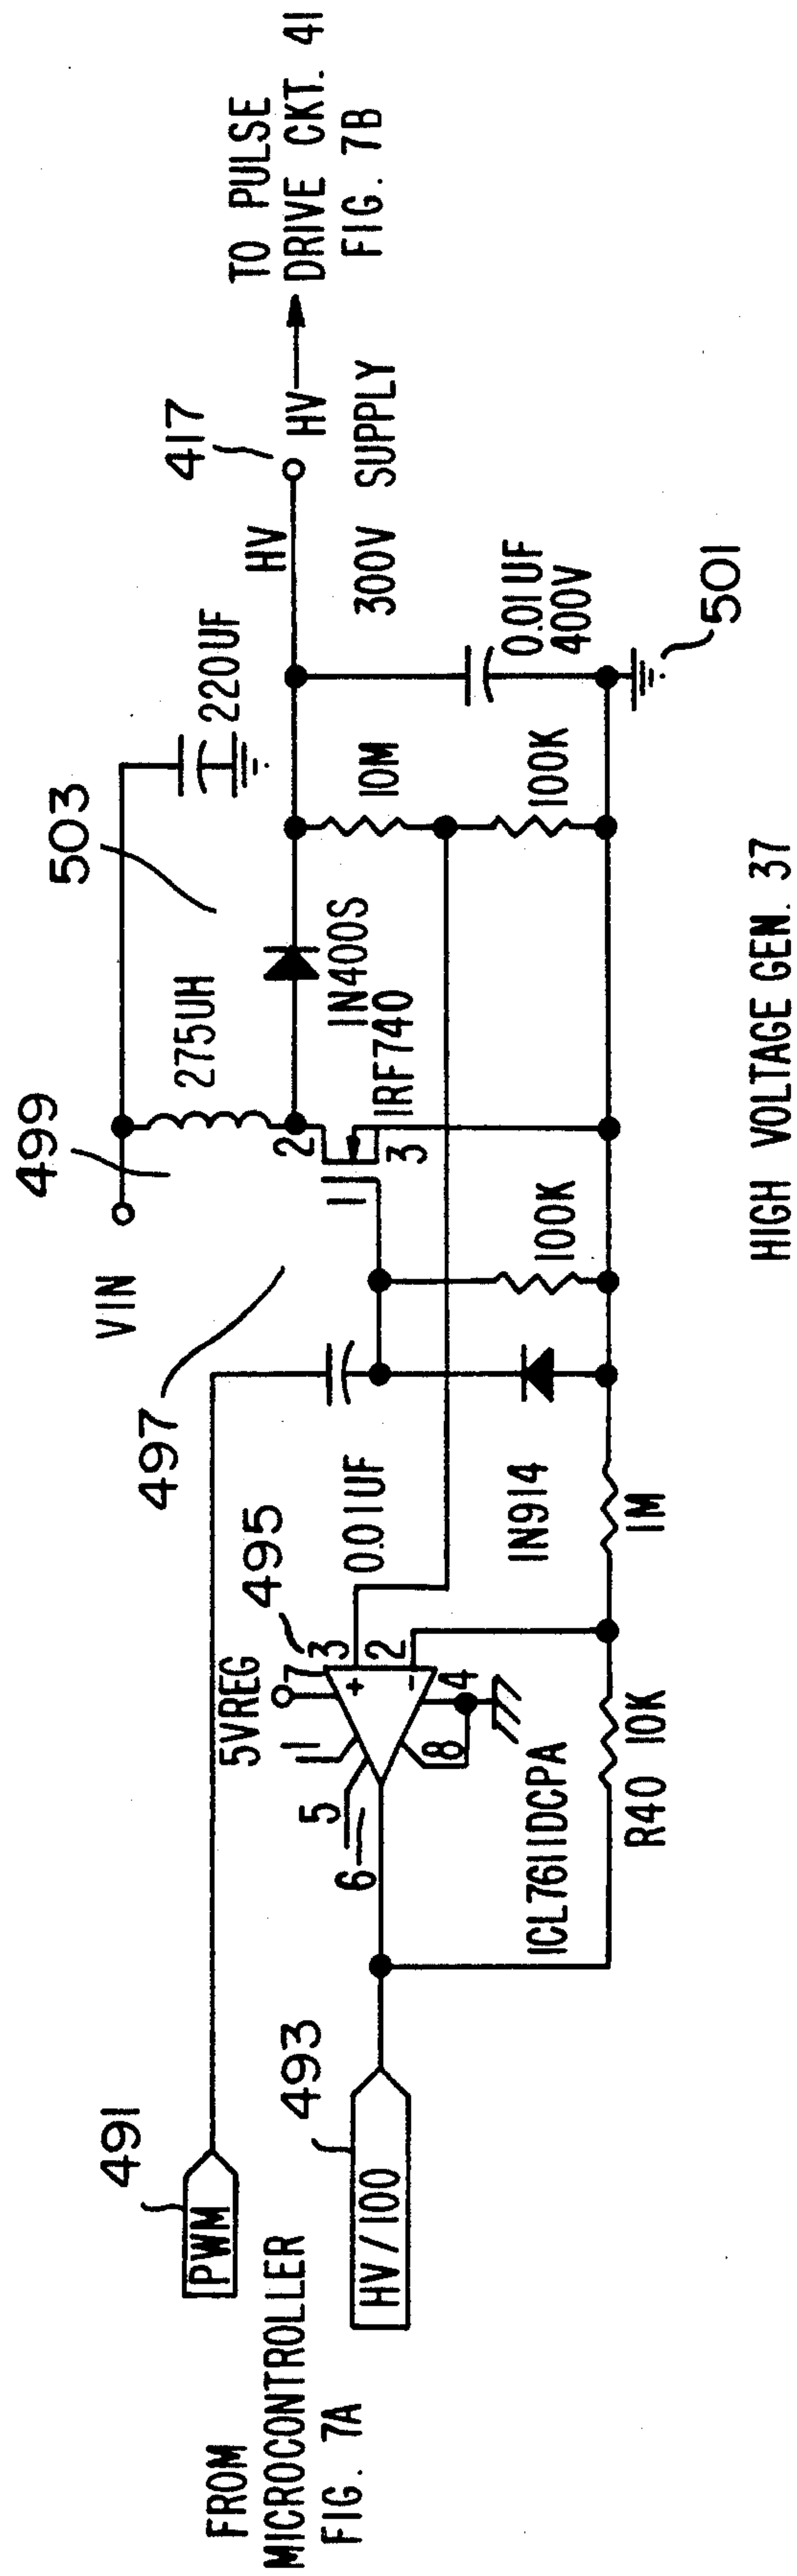 FROM
MICROCONTROLLER
FIG. 7A
491
PWM
493
HV/100
5VREG
495
7
3
2
1
5
6
8
4
+
-
ICL7611DCPA
R40 10K
1M
0.01UF
1N914
497
100K
VIN
499
275UH
2
1
3
IRF740
1N400S
503
220UF
10M
100K
0.01UF
400V
501
HV
417
300V SUPPLY
HV
TO PULSE
DRIVE CKT. 41
FIG. 7B
HIGH VOLTAGE GEN. 37